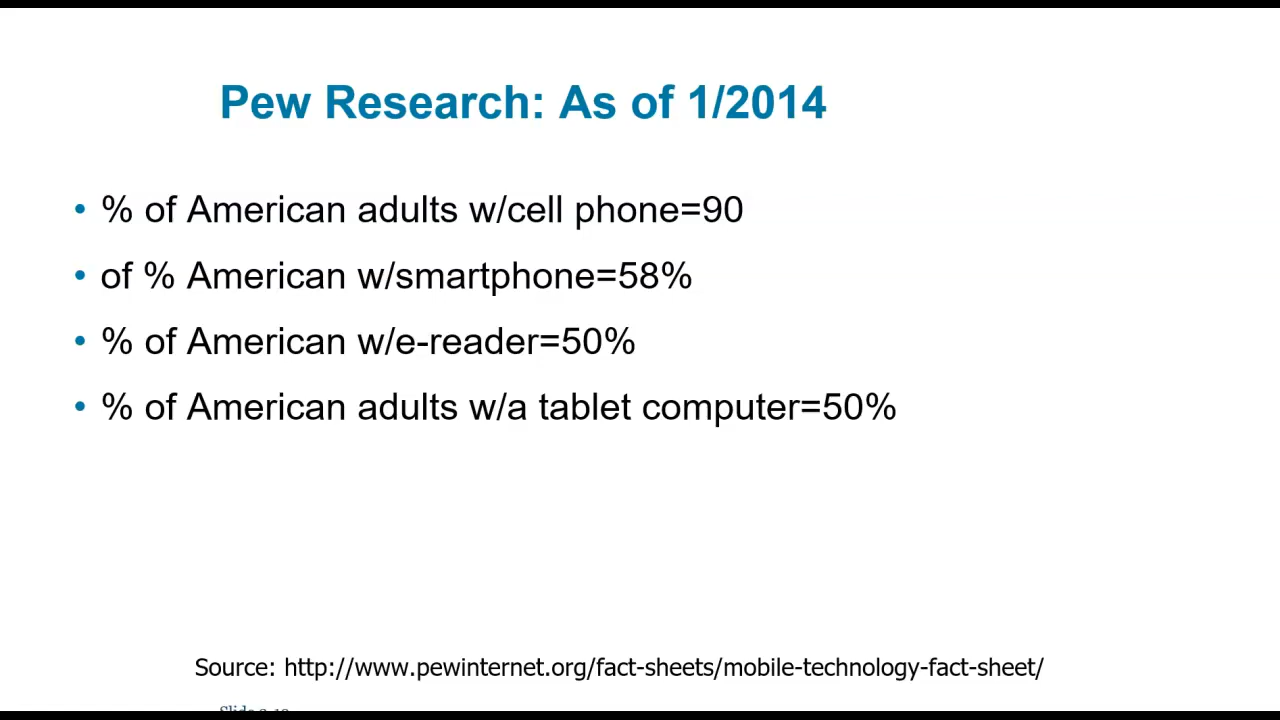 Pew Research: As of 1/2014
• % of American adults w/cell phone=90
• of % American w/smartphone=58%
• % of American w/e-reader=50%
• % of American adults w/a tablet computer=50%
Source: http://www.pewinternet.org/fact-sheets/mobile-technology-fact-sheet/
Slide